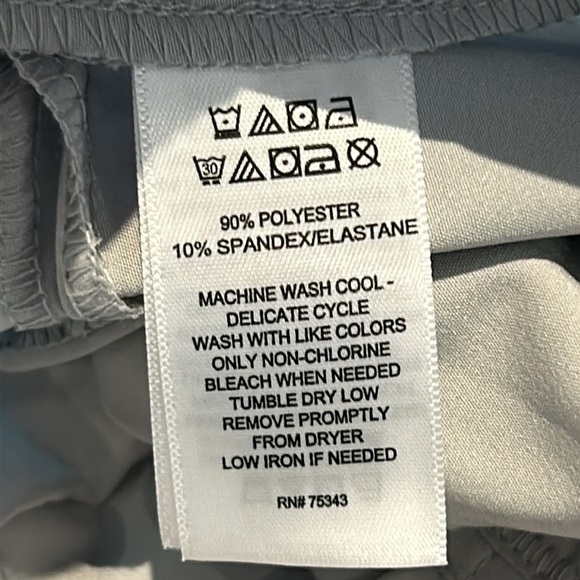 30
90% POLYESTER
10% SPANDEX/ELASTANE
MACHINE WASH COOL -
DELICATE CYCLE
WASH WITH LIKE COLORS
ONLY NON-CHLORINE
BLEACH WHEN NEEDED
TUMBLE DRY LOW
REMOVE PROMPTLY
FROM DRYER
LOW IRON IF NEEDED
RN# 75343